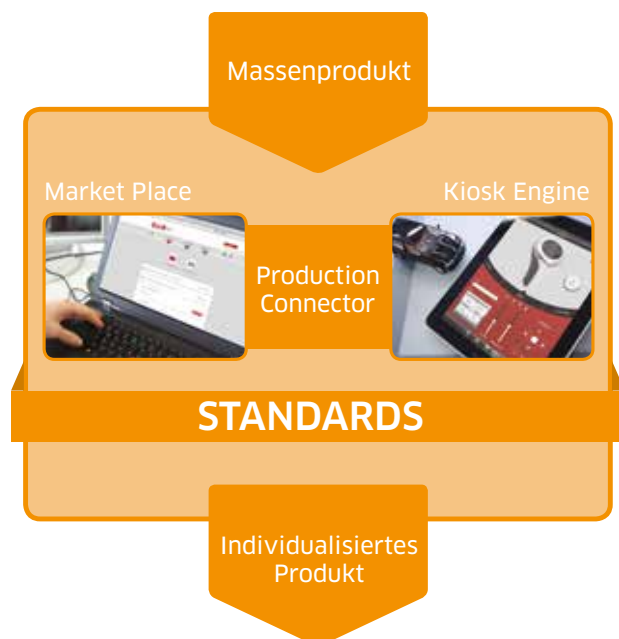 Massenprodukt
Market Place
Kiosk Engine
Production
Connector
STANDARDS
Individualisiertes
Produkt